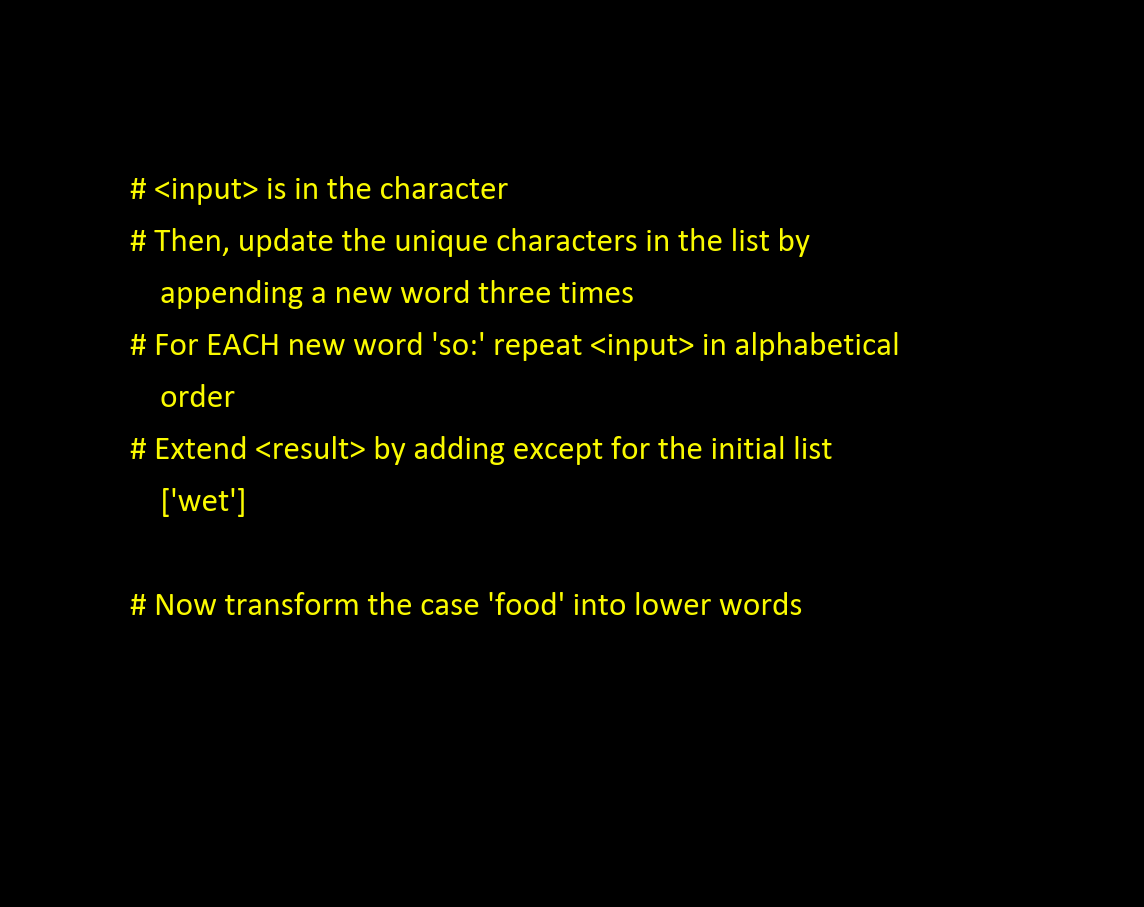 # <input> is in the character
# Then, update the unique characters in the list by
appending a new word three times
# For EACH new word 'so:' repeat <input> in alphabetical
order
# Extend <result> by adding except for the initial list
['wet']
# Now transform the case 'food' into lower words